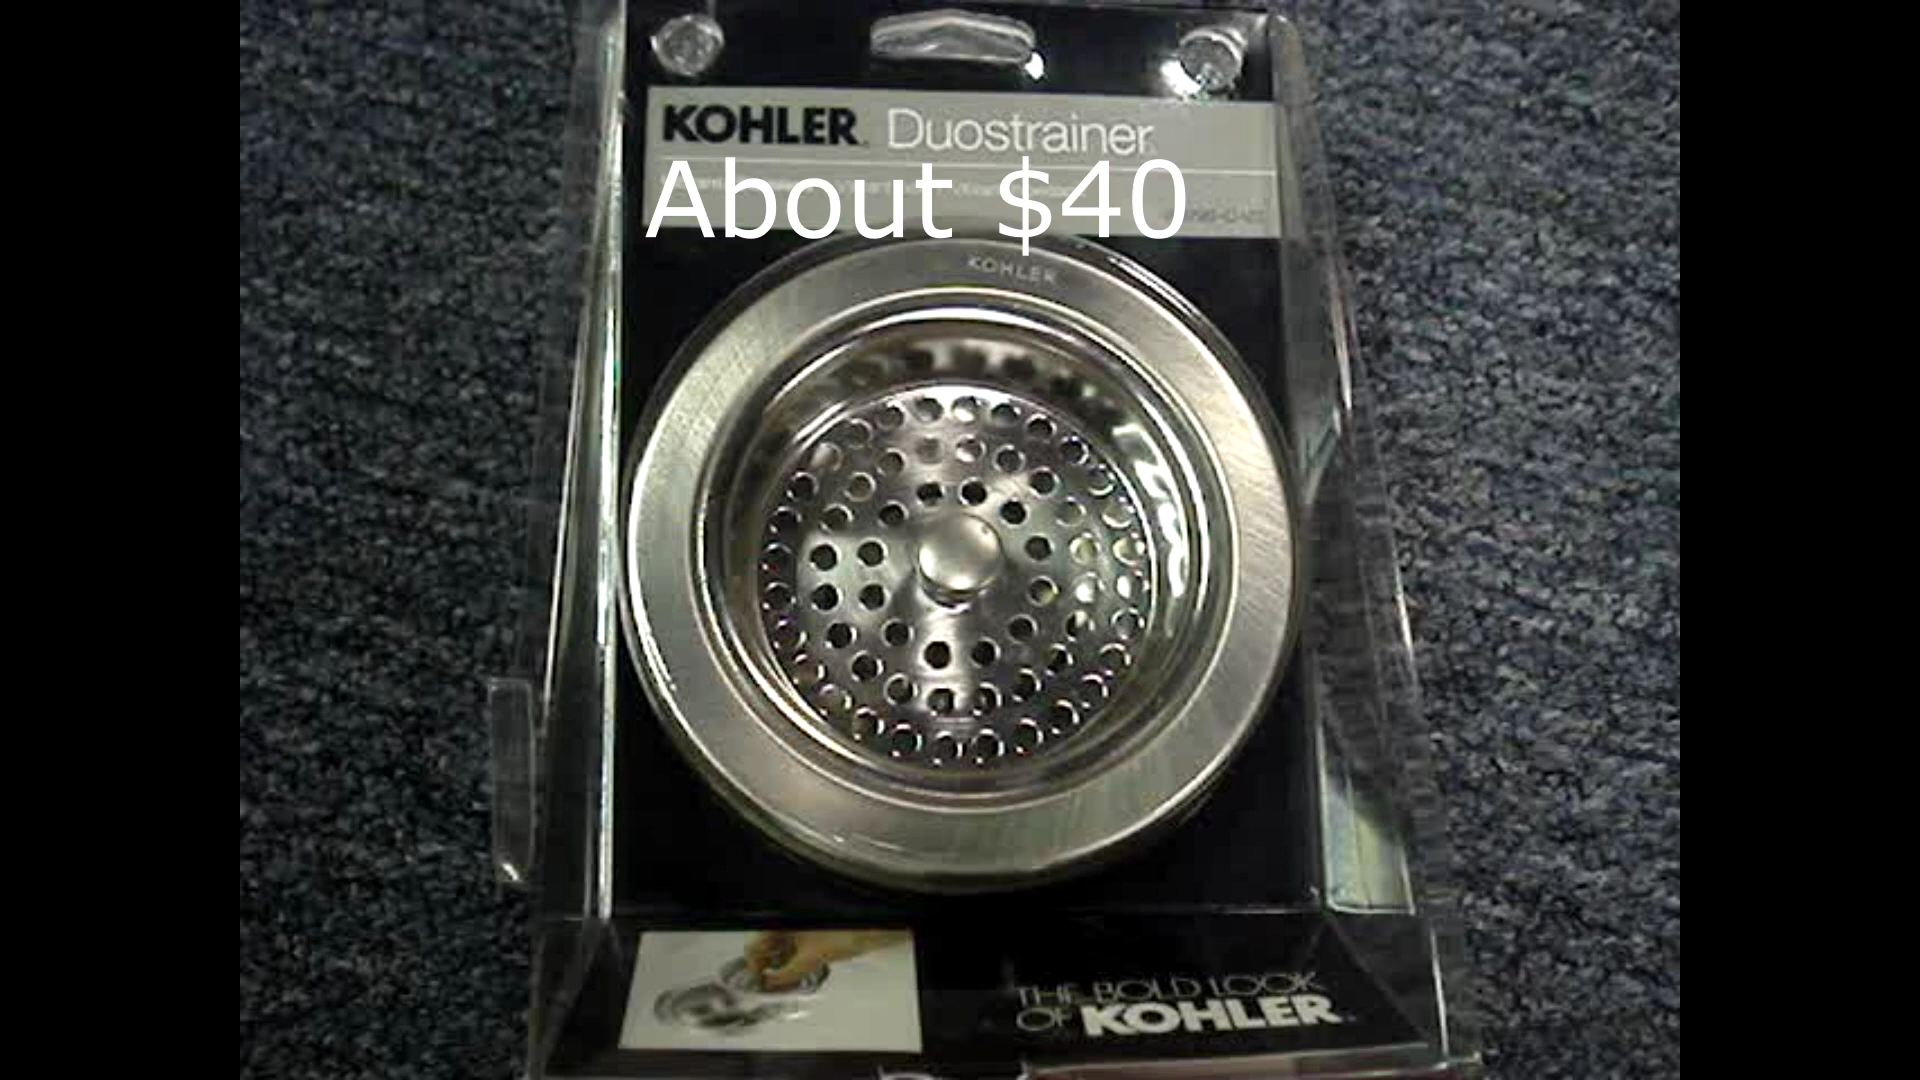 KOHLER Duostrainer
About $40
KOHLER
THE BOLD LOOK
OF KOHLER